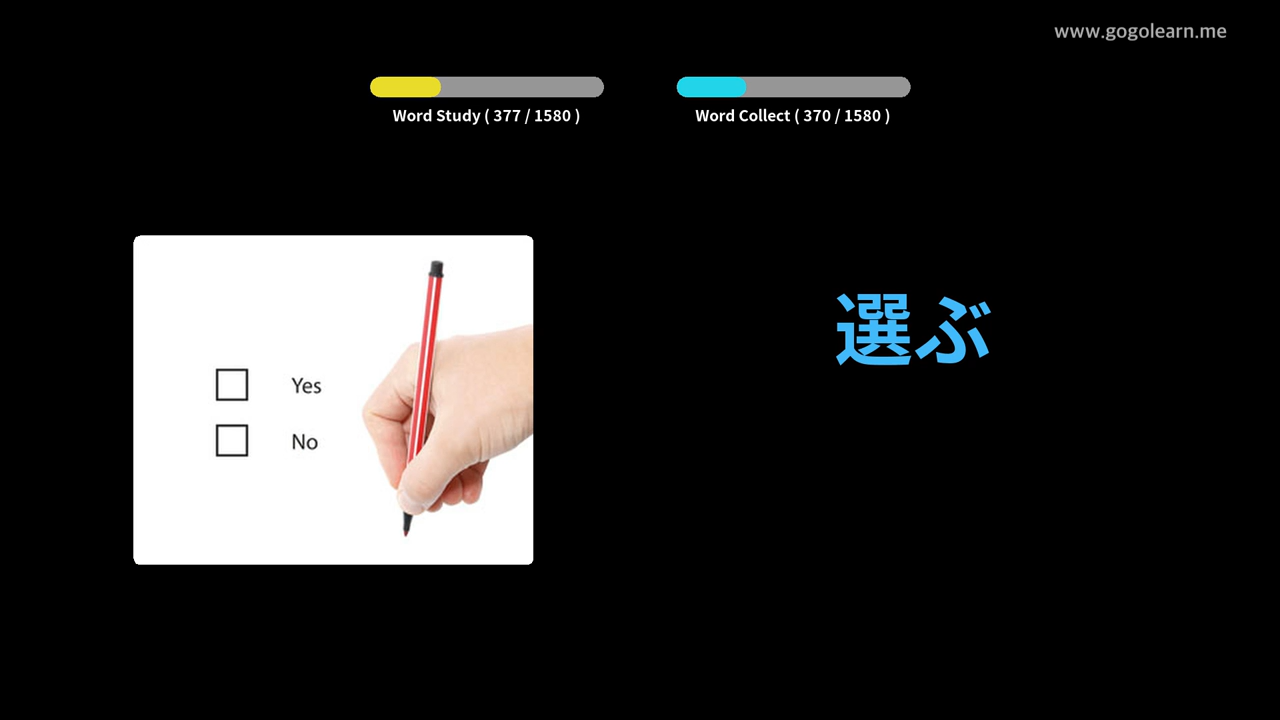 www.gogolearn.me
Word Study ( 377 / 1580 )
Word Collect ( 370 / 1580 )
Yes
No
選ぶ